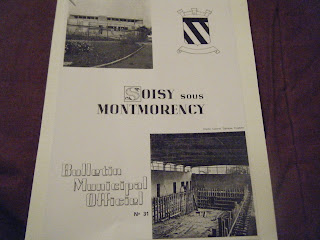 SOISY SOUS
MONTMORENCY
Bulletin
Municipal
Officiel
N° 31